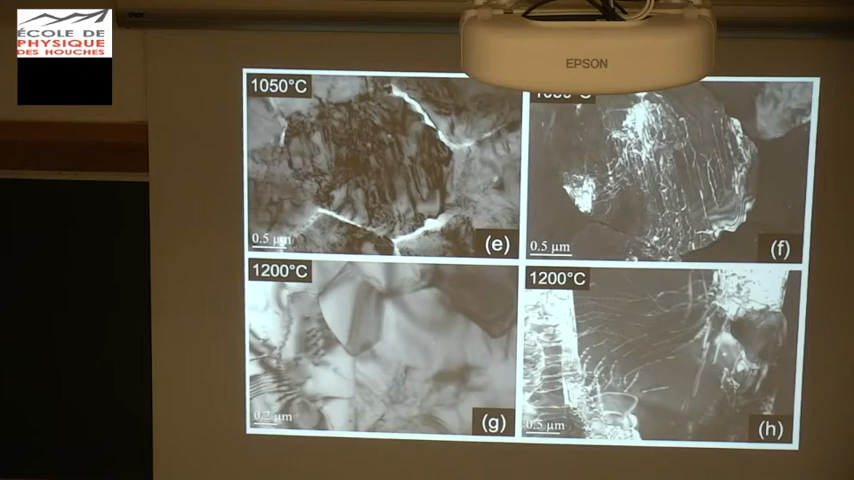 ÉCOLE DE
PHYSIQUE
DES HOUCHES
EPSON
1050°C
0.5 µm
(e)
0.5 µm
(f)
1200°C
0.2 µm
(g)
1200°C
0.5 µm
(h)